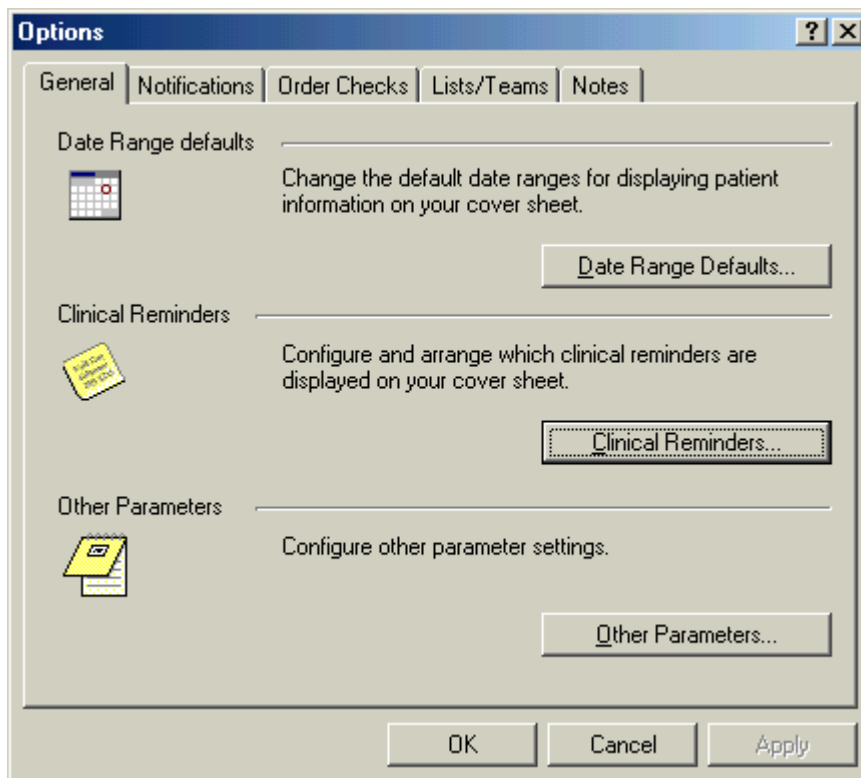 Options
General Notifications Order Checks Lists/Teams Notes
Date Range defaults
Change the default date ranges for displaying patient
information on your cover sheet.
Date Range Defaults...
Clinical Reminders
Configure and arrange which clinical reminders are
displayed on your cover sheet.
Clinical Reminders...
Other Parameters
Configure other parameter settings.
Other Parameters...
OK Cancel Apply